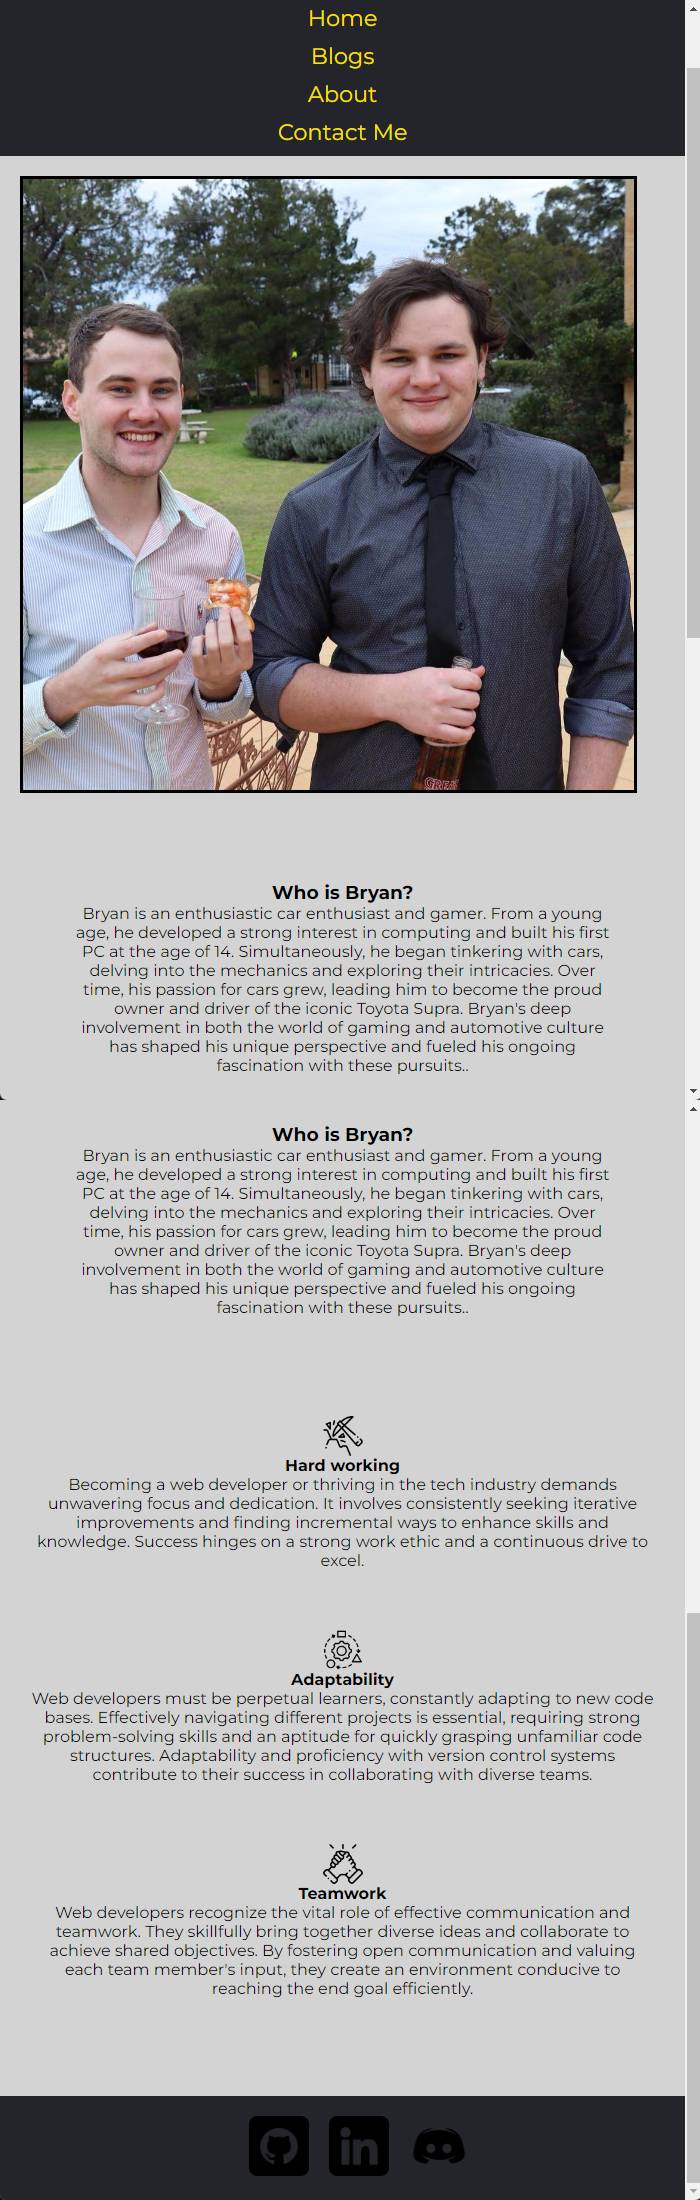 Home
Blogs
About
Contact Me
GREA
Who is Bryan?
Bryan is an enthusiastic car enthusiast and gamer. From a young
age, he developed a strong interest in computing and built his first
PC at the age of 14. Simultaneously, he began tinkering with cars,
delving into the mechanics and exploring their intricacies. Over
time, his passion for cars grew, leading him to become the proud
owner and driver of the iconic Toyota Supra. Bryan's deep
involvement in both the world of gaming and automotive culture
has shaped his unique perspective and fueled his ongoing
fascination with these pursuits..
Who is Bryan?
Bryan is an enthusiastic car enthusiast and gamer. From a young
age, he developed a strong interest in computing and built his first
PC at the age of 14. Simultaneously, he began tinkering with cars,
delving into the mechanics and exploring their intricacies. Over
time, his passion for cars grew, leading him to become the proud
owner and driver of the iconic Toyota Supra. Bryan's deep
involvement in both the world of gaming and automotive culture
has shaped his unique perspective and fueled his ongoing
fascination with these pursuits..
Hard working
Becoming a web developer or thriving in the tech industry demands
unwavering focus and dedication. It involves consistently seeking iterative
improvements and finding incremental ways to enhance skills and
knowledge. Success hinges on a strong work ethic and a continuous drive to
excel.
Adaptability
Web developers must be perpetual learners, constantly adapting to new code
bases. Effectively navigating different projects is essential, requiring strong
problem-solving skills and an aptitude for quickly grasping unfamiliar code
structures. Adaptability and proficiency with version control systems
contribute to their success in collaborating with diverse teams.
Teamwork
Web developers recognize the vital role of effective communication and
teamwork. They skillfully bring together diverse ideas and collaborate to
achieve shared objectives. By fostering open communication and valuing
each team member's input, they create an environment conducive to
reaching the end goal efficiently.
in